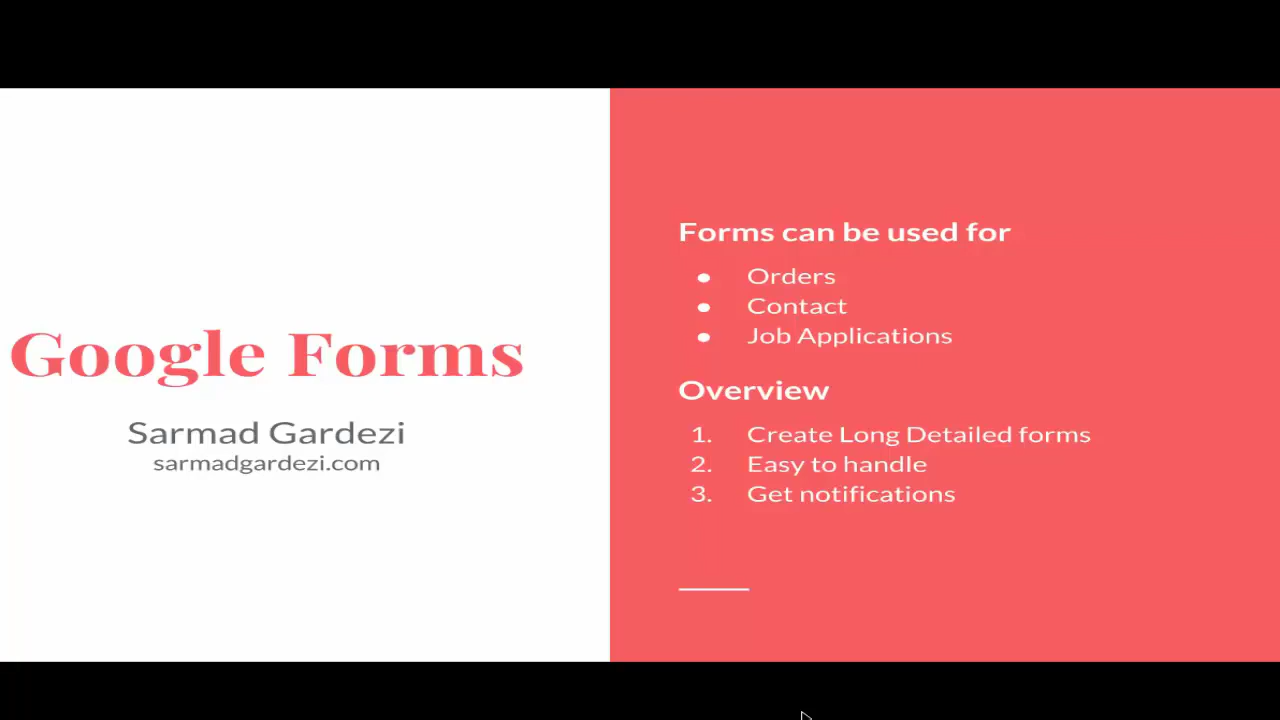 Google Forms
Sarmad Gardezi
sarmadgardezi.com
Forms can be used for
● Orders
● Contact
● Job Applications
Overview
1. Create Long Detailed forms
2. Easy to handle
3. Get notifications